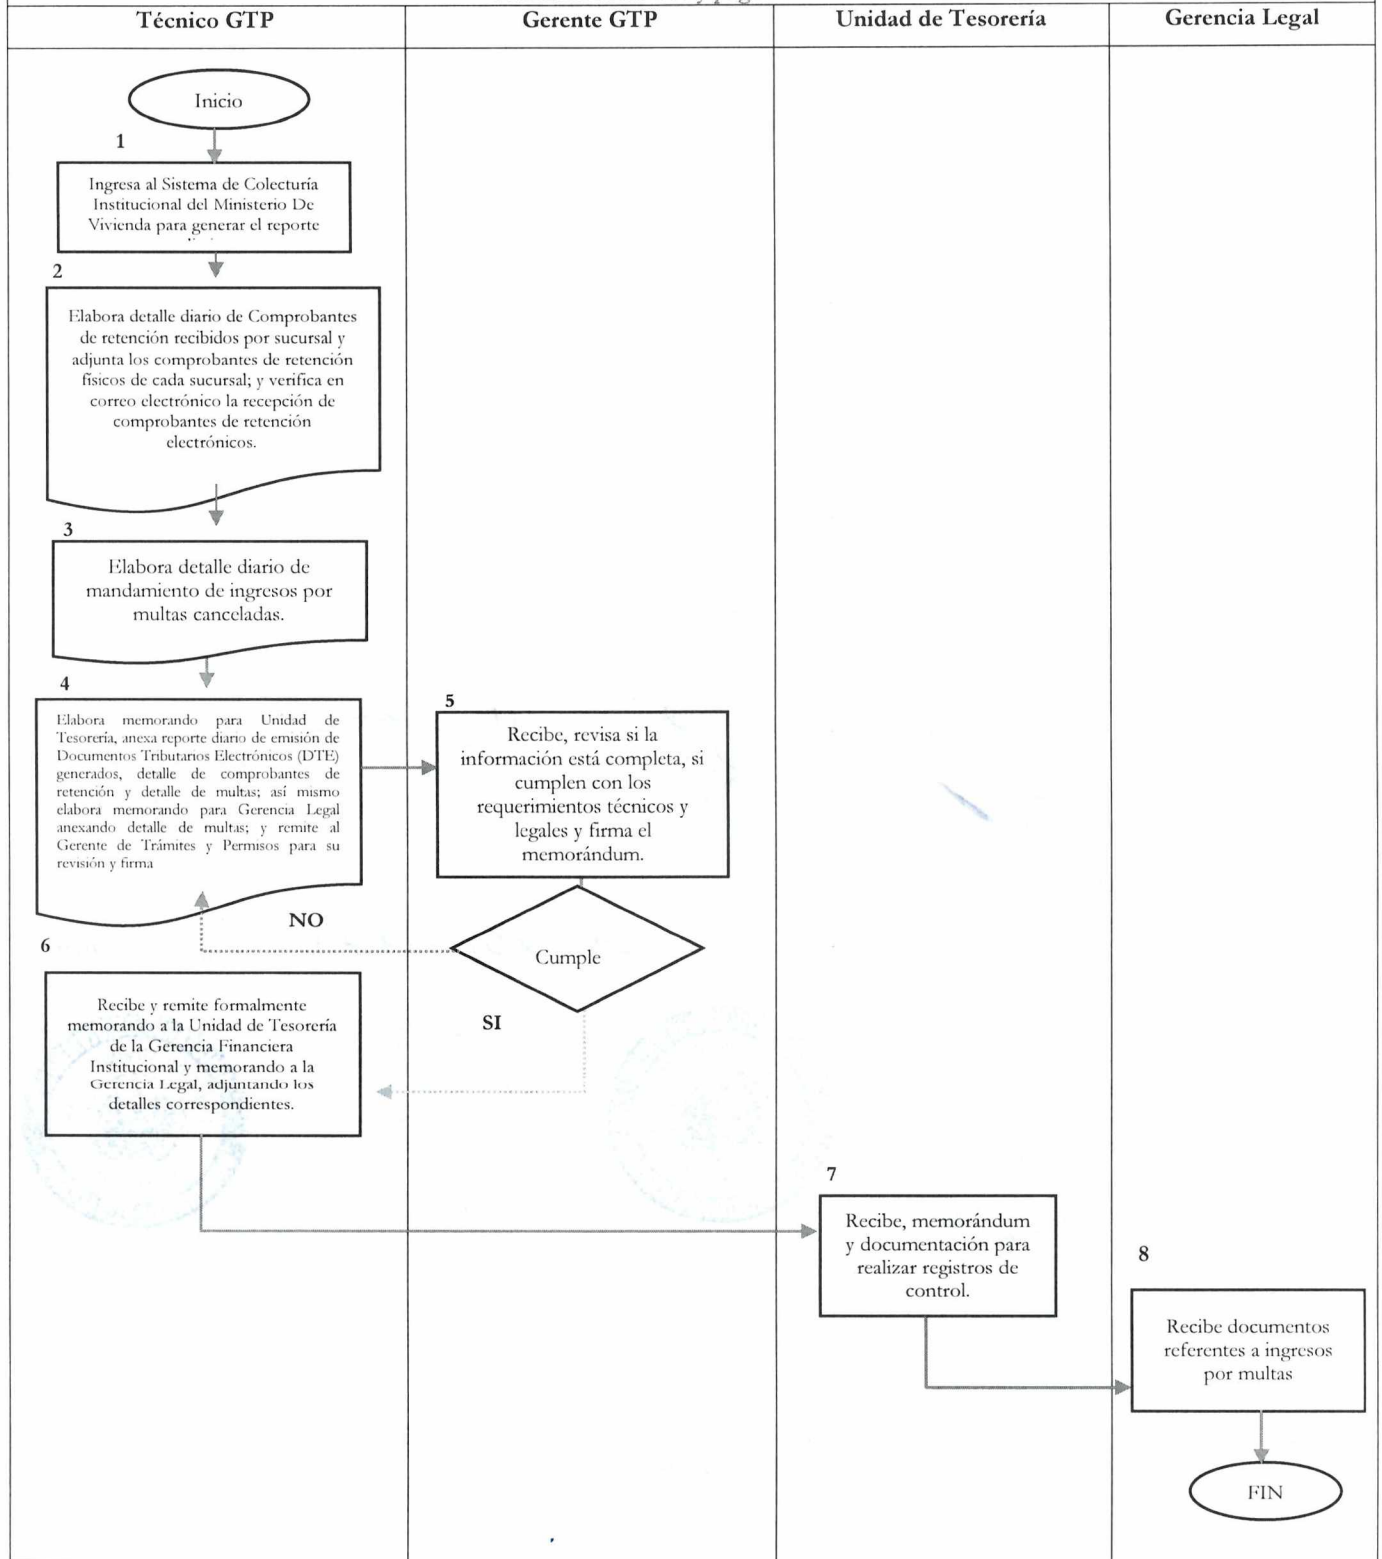 Técnico GTP
Gerente GTP
Unidad de Tesorería
Gerencia Legal
Inicio
1
Ingresa al Sistema de Colecturía
Institucional del Ministerio De
Vivienda para generar el reporte
2
Elabora detalle diario de Comprobantes
de retención recibidos por sucursal y
adjunta los comprobantes de retención
físicos de cada sucursal; y verifica en
correo electrónico la recepción de
comprobantes de retención
electrónicos.
3
Elabora detalle diario de
mandamiento de ingresos por
multas canceladas.
4
Elabora memorando para Unidad de
Tesorería, anexa reporte diario de emisión de
Documentos Tributarios Electrónicos (DTE)
generados, detalle de comprobantes de
retención y detalle de multas; así mismo
elabora memorando para Gerencia Legal
anexando detalle de multas; y remite al
Gerente de Trámites y Permisos para su
revisión y firma
5
Recibe, revisa si la
información está completa, si
cumplen con los
requerimientos técnicos y
legales y firma el
memorándum.
NO
Cumple
SI
6
Recibe y remite formalmente
memorando a la Unidad de Tesorería
de la Gerencia Financiera
Institucional y memorando a la
Gerencia Legal, adjuntando los
detalles correspondientes.
7
Recibe, memorándum
y documentación para
realizar registros de
control.
8
Recibe documentos
referentes a ingresos
por multas
FIN